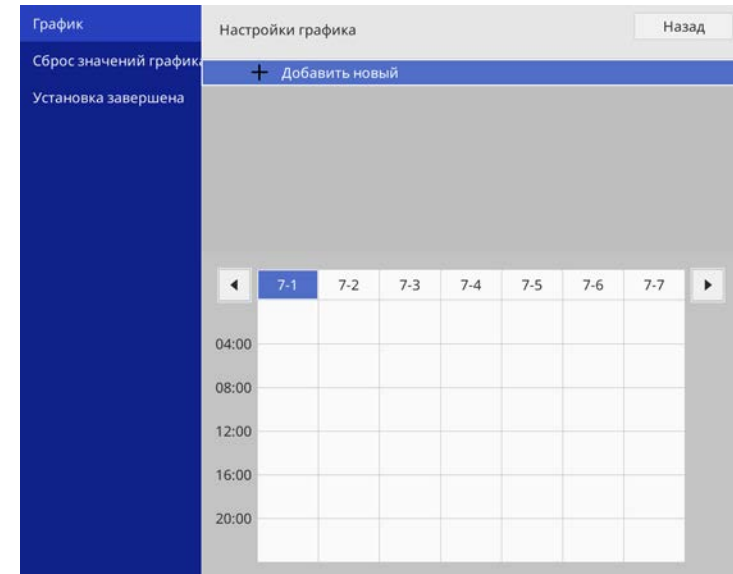 График
Сброс значений график
Установка завершена
Настройки графика
Назад
+ Добавить новый
7-1 7-2 7-3 7-4 7-5 7-6 7-7
04:00
08:00
12:00
16:00
20:00